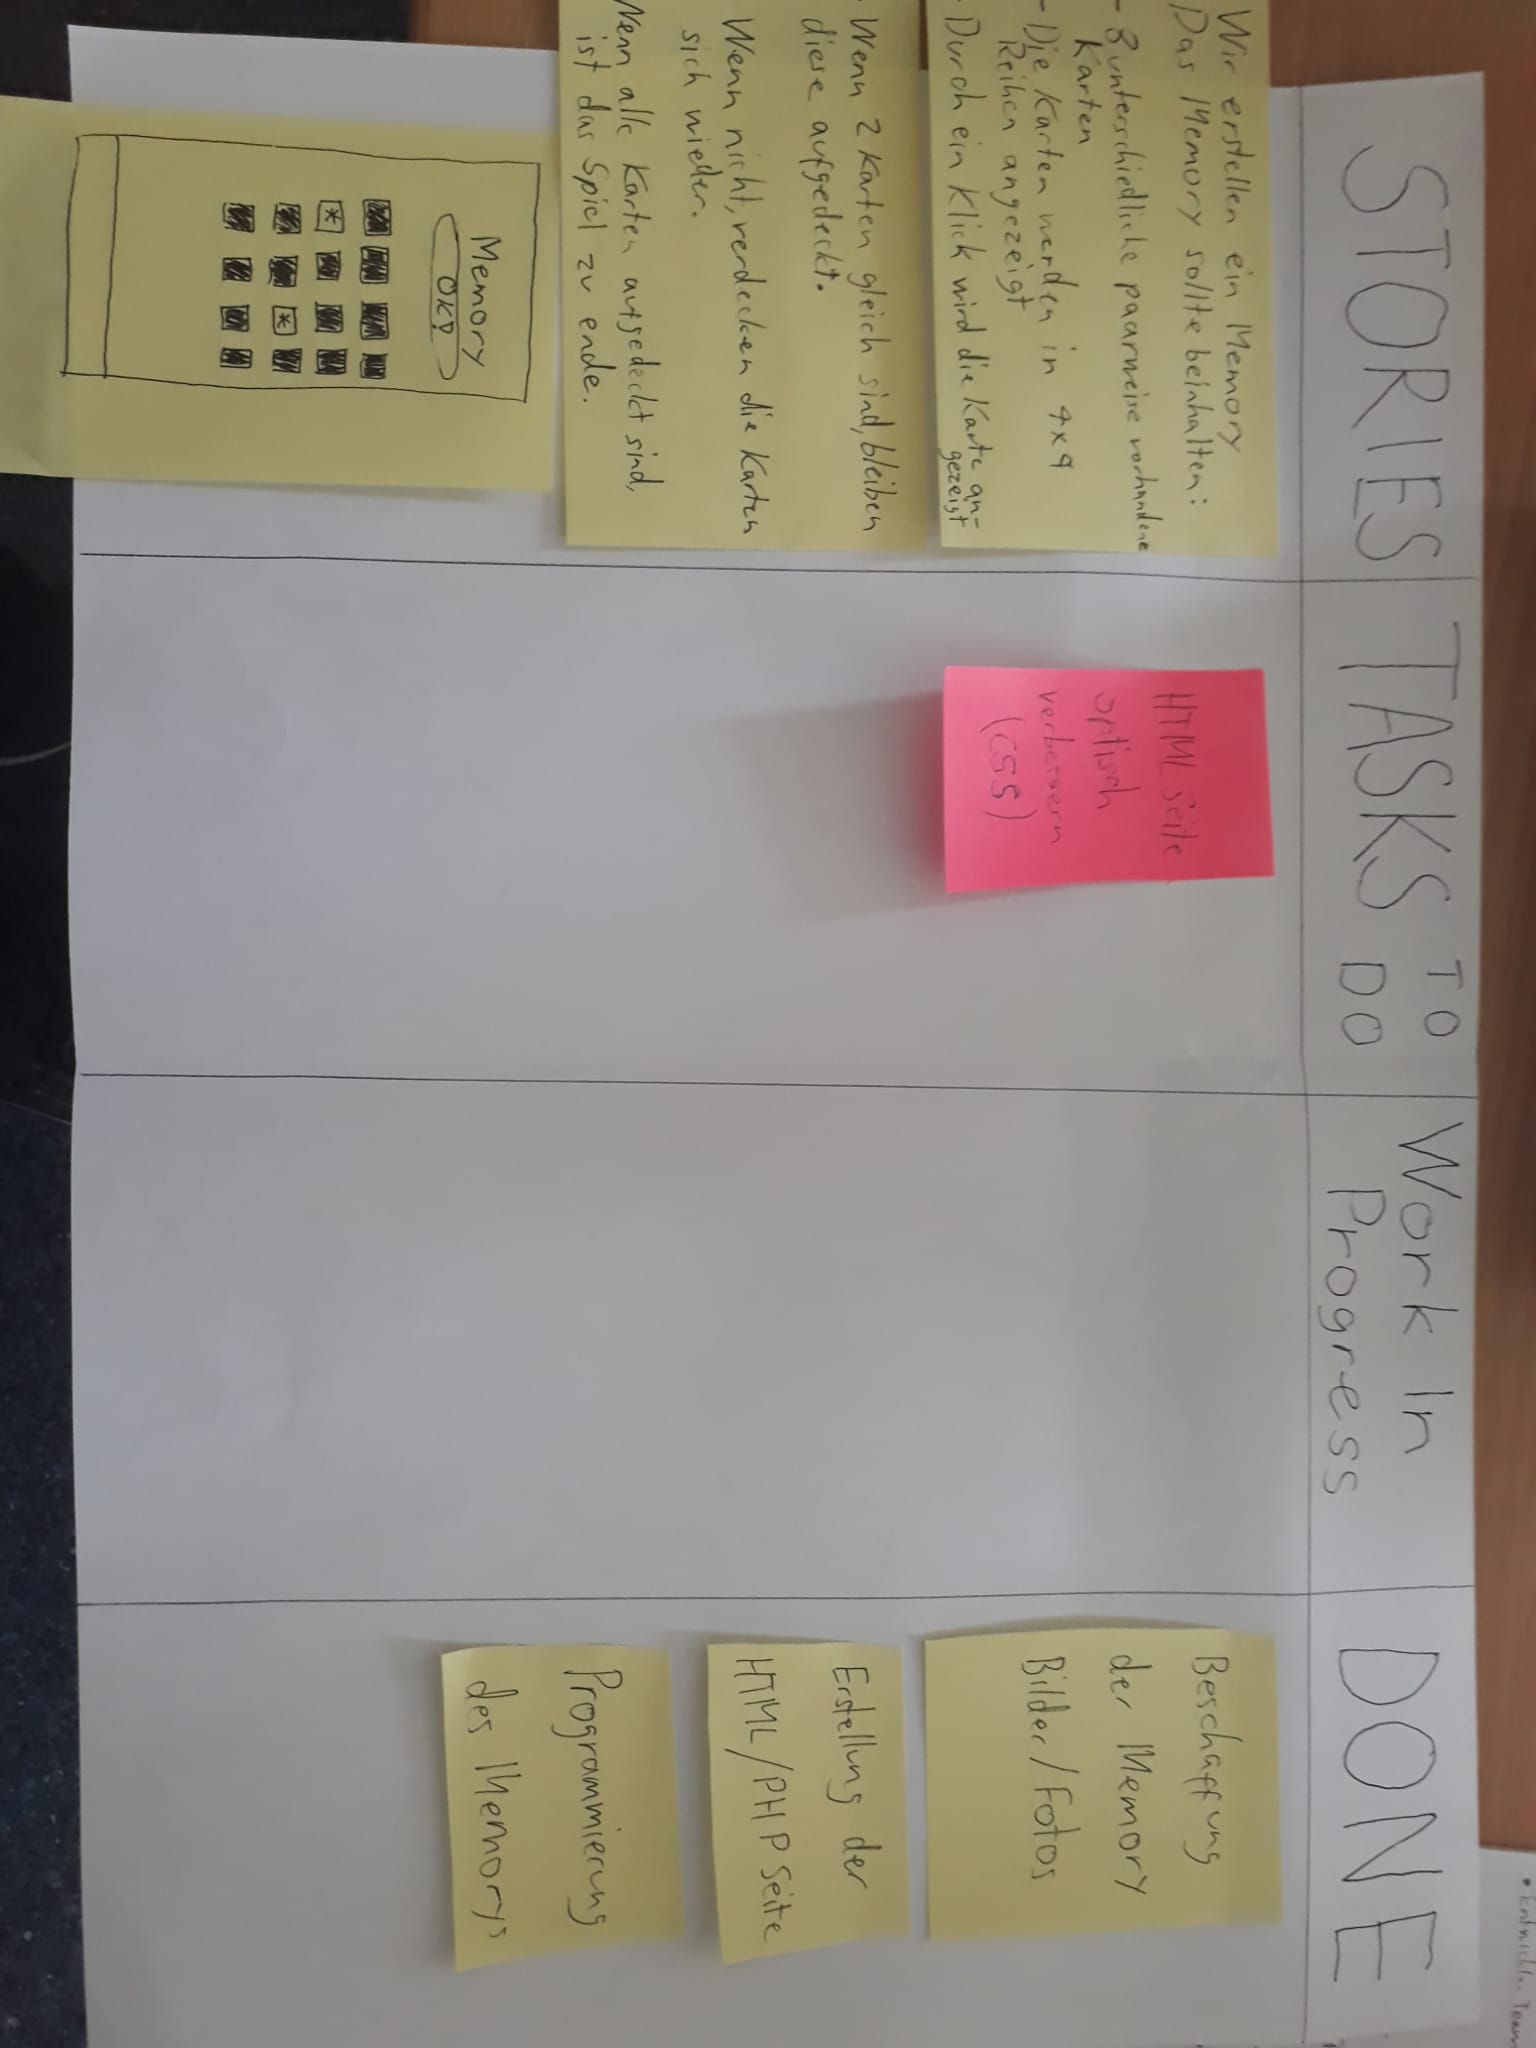 • Entwickler Team
STORIES
TASKS TO DO
Work In
Progress
DONE
Wir erstellen ein Memory
Das Memory sollte beinhalten:
- 8 unterschiedliche paarweise vorhandene
Karten
- Die Karten werden in 4x4
Reihen angezeigt
- Durch ein Klick wird die Karte an-
gezeigt
- Wenn 2 Karten gleich sind, bleiben
diese aufgedeckt.
Wenn nicht, verdecken die Karten
sich wieder.
Wenn alle Karten aufgedeckt sind,
ist das Spiel zu ende.
Memory
OK!
HTML Seite
optisch
verbessern
(CSS)
Beschaffung
der Memory
Bilder/Fotos
Erstellung der
HTML/PHP Seite
Programmierung
des Memorys